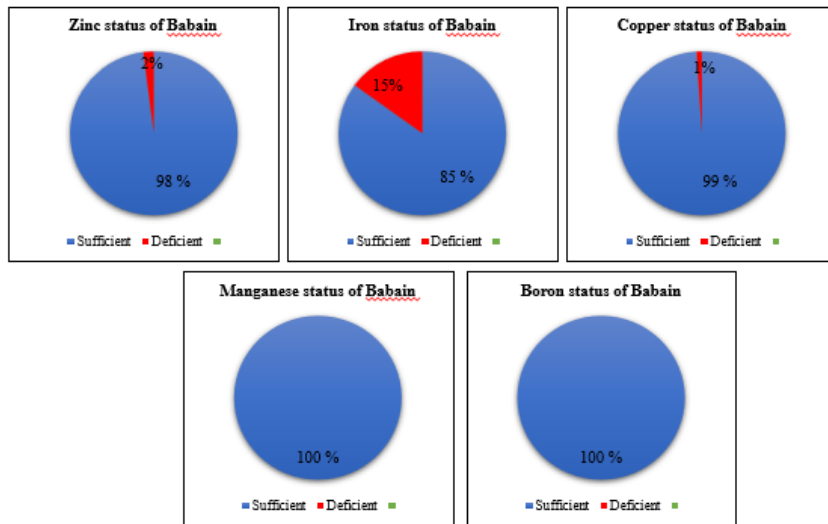 Zinc status of Babain
2%
98 %
Sufficient Deficient
Iron status of Babain
15%
85 %
Sufficient Deficient
Copper status of Babain
1%
99 %
Sufficient Deficient
Manganese status of Babain
100 %
Sufficient Deficient
Boron status of Babain
100 %
Sufficient Deficient